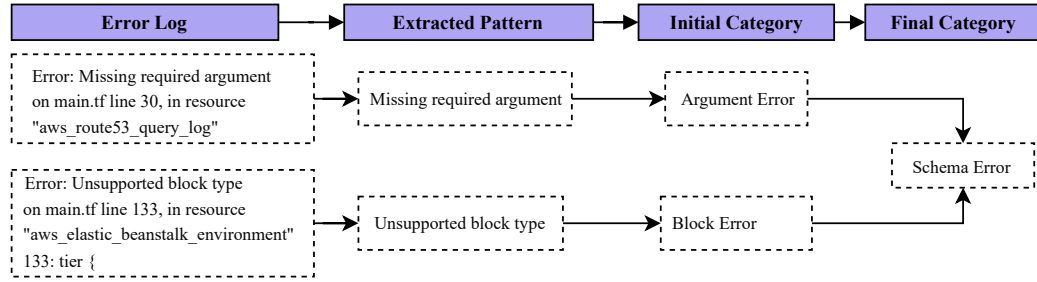 Error Log
Extracted Pattern
Initial Category
Final Category
Error: Missing required argument
on main.tf line 30, in resource
"aws_route53_query_log"
Missing required argument
Argument Error
Schema Error
Error: Unsupported block type
on main.tf line 133, in resource
"aws_elastic_beanstalk_environment"
133: tier {
Unsupported block type
Block Error